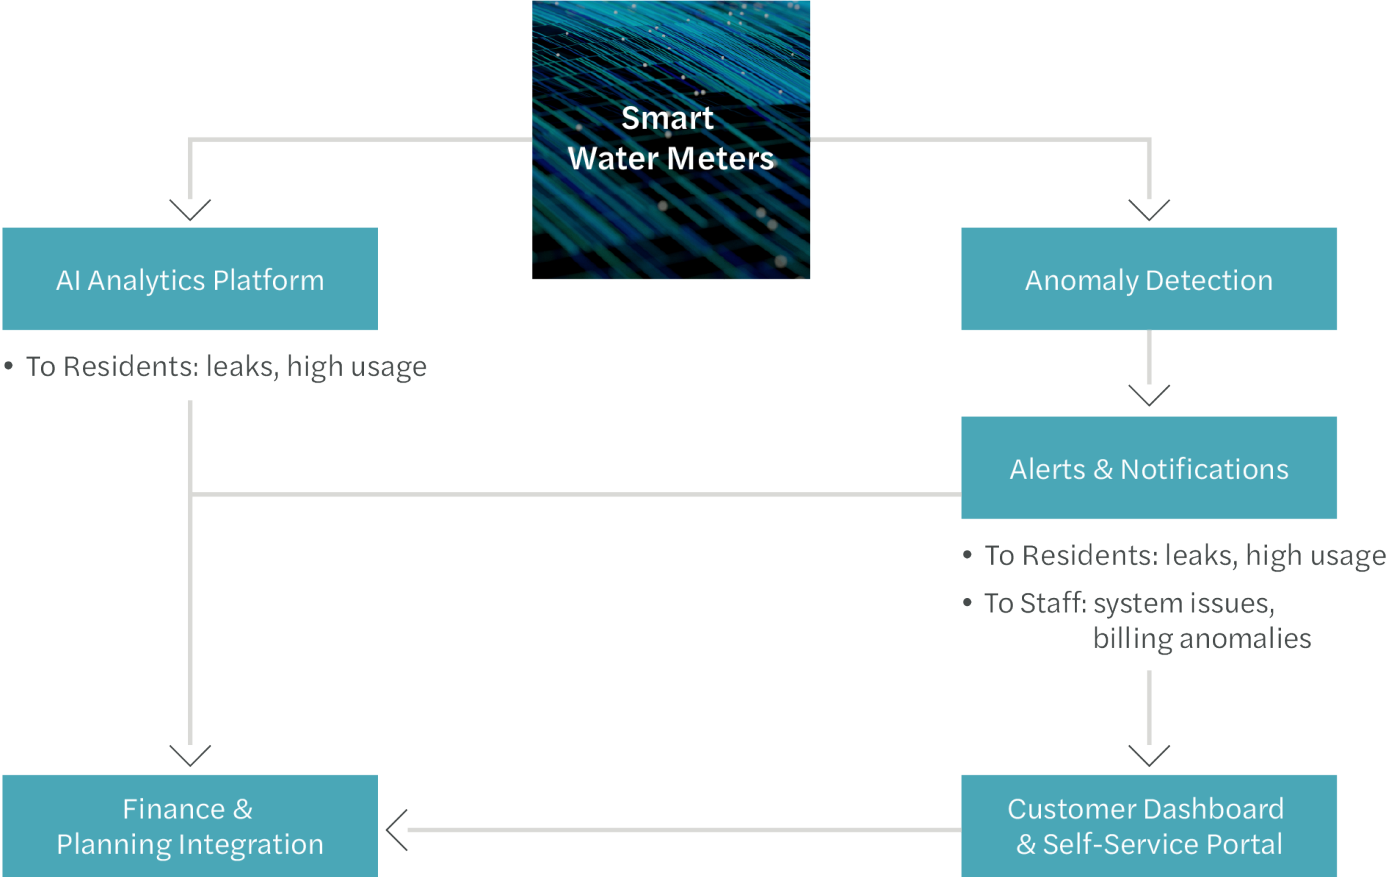 Smart
Water Meters
AI Analytics Platform
• To Residents: leaks, high usage
Anomaly Detection
Alerts & Notifications
• To Residents: leaks, high usage
• To Staff: system issues,
billing anomalies
Finance &
Planning Integration
Customer Dashboard
& Self-Service Portal